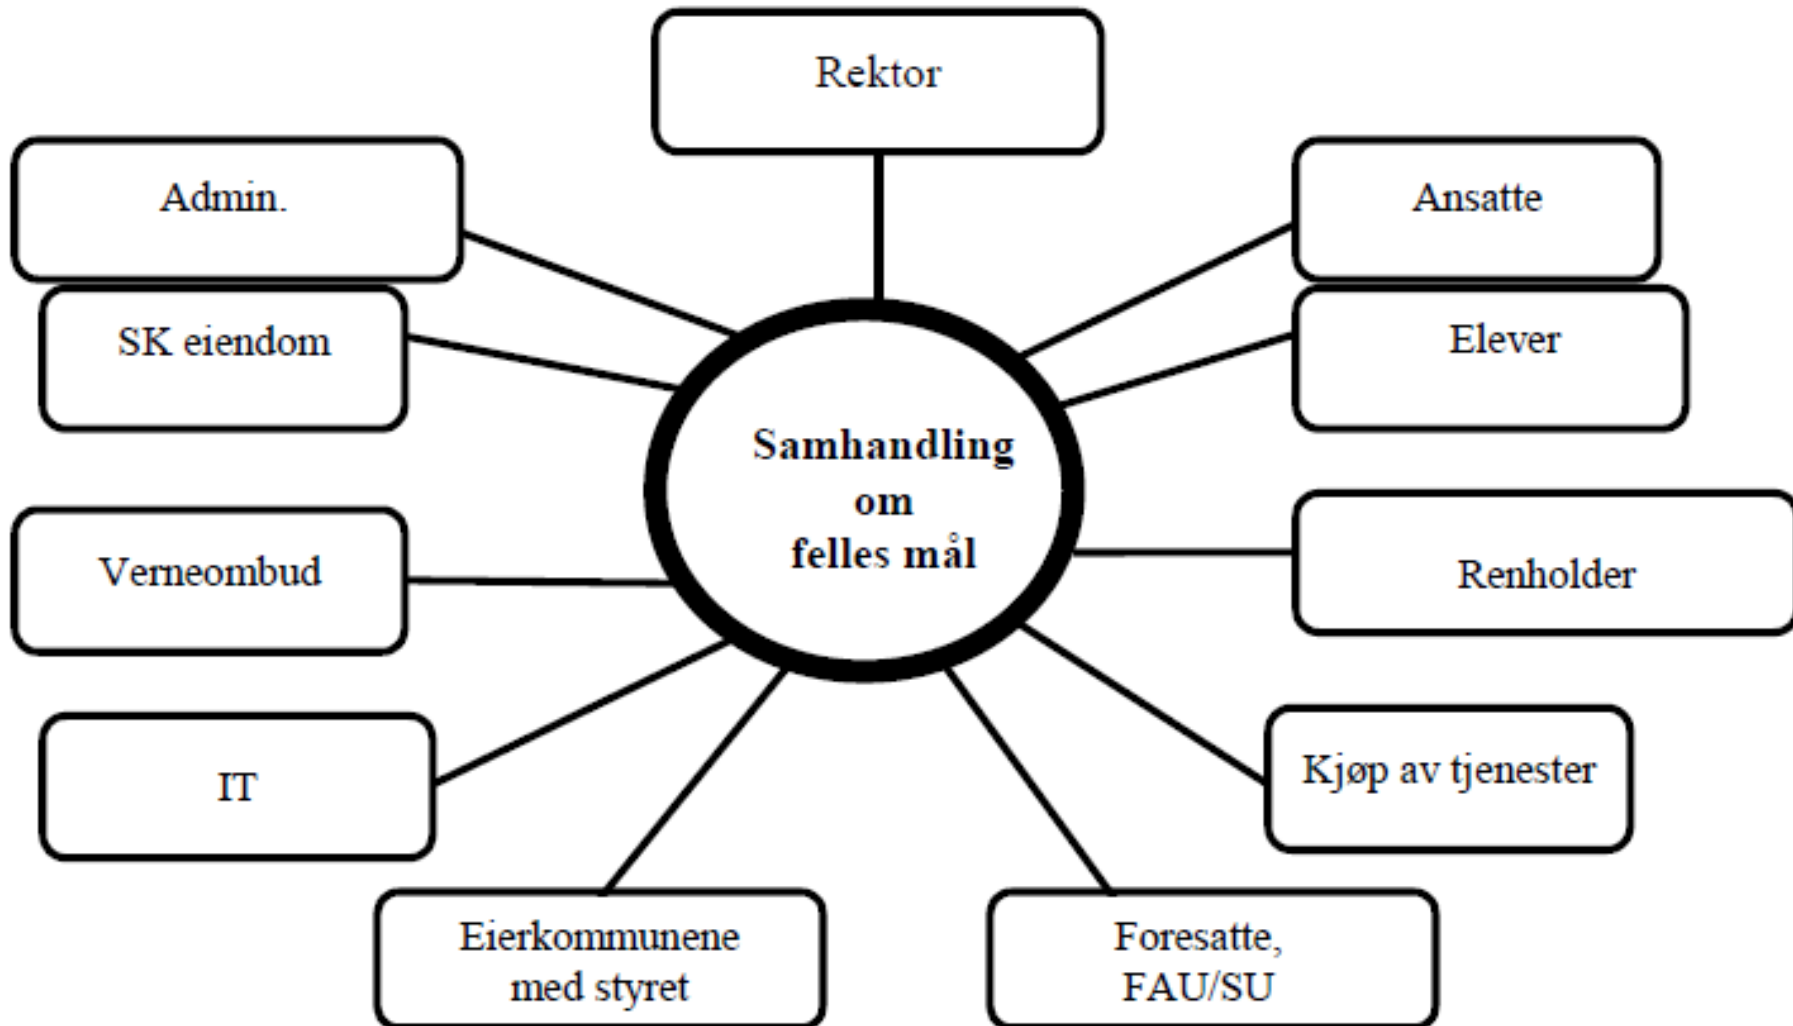 Rektor
Admin.
Ansatte
SK eiendom
Elever
Samhandling
om
felles mål
Verneombud
Renholder
IT
Kjøp av tjenester
Eierkommunene
med styret
Foresatte,
FAU/SU